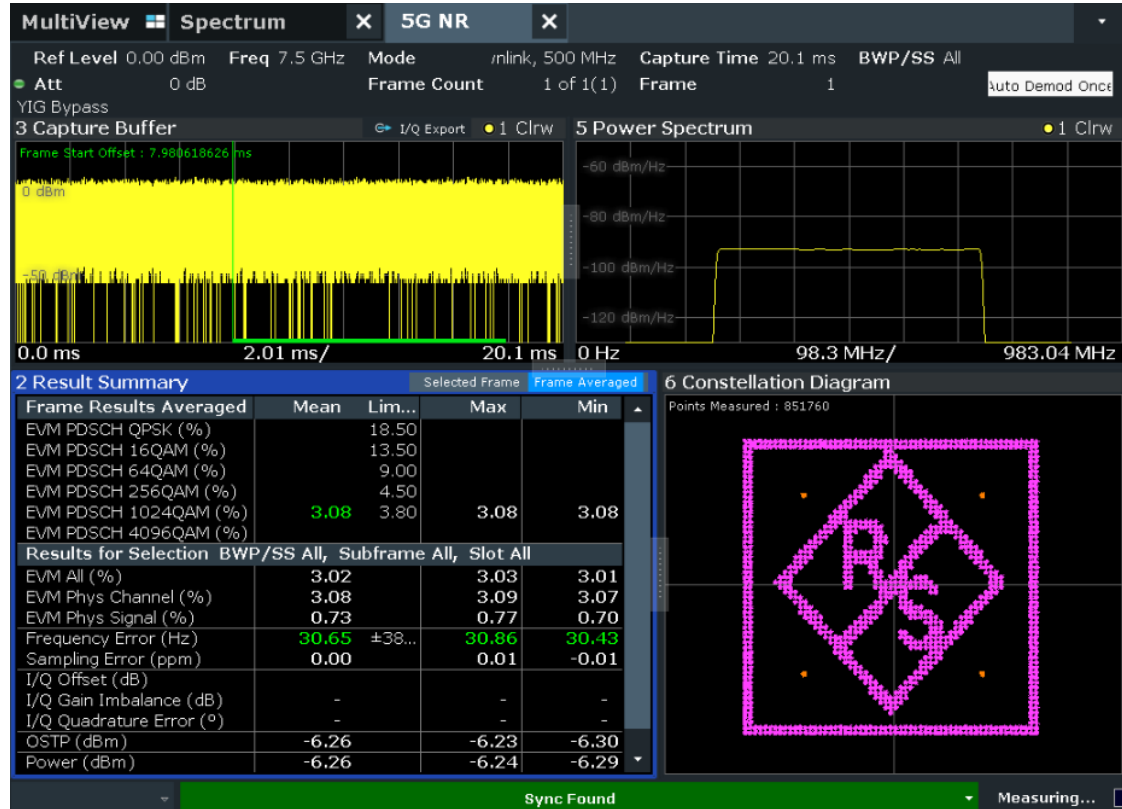 MultiView Spectrum X 5G NR X
Ref Level 0.00 dBm Freq 7.5 GHz Mode nlink, 500 MHz Capture Time 20.1 ms BWP/SS All
Att 0 dB Frame Count 1 of 1(1) Frame 1
Auto Demod Once
YIG Bypass
3 Capture Buffer I/Q Export 1 Clrw
Frame Start Offset : 7.980618626 ms
0 dBm
-50 dBm
0.0 ms 2.01 ms/ 20.1 ms
5 Power Spectrum 1 Clrw
-60 dBm/Hz
-80 dBm/Hz
-100 dBm/Hz
-120 dBm/Hz
0 Hz 98.3 MHz/ 983.04 MHz
2 Result Summary Selected Frame Frame Averaged
Frame Results Averaged Mean Lim... Max Min
EVM PDSCH QPSK (%) 18.50
EVM PDSCH 16QAM (%) 13.50
EVM PDSCH 64QAM (%) 9.00
EVM PDSCH 256QAM (%) 4.50
EVM PDSCH 1024QAM (%) 3.08 3.80 3.08 3.08
EVM PDSCH 4096QAM (%)
Results for Selection BWP/SS All, Subframe All, Slot All
EVM All (%) 3.02 3.03 3.01
EVM Phys Channel (%) 3.08 3.09 3.07
EVM Phys Signal (%) 0.73 0.77 0.70
Frequency Error (Hz) 30.65 ±38... 30.86 30.43
Sampling Error (ppm) 0.00 0.01 -0.01
I/Q Offset (dB)
I/Q Gain Imbalance (dB) - - -
I/Q Quadrature Error (º) - - -
OSTP (dBm) -6.26 -6.23 -6.30
Power (dBm) -6.26 -6.24 -6.29
6 Constellation Diagram
Points Measured : 851760
R
S
Sync Found Measuring...